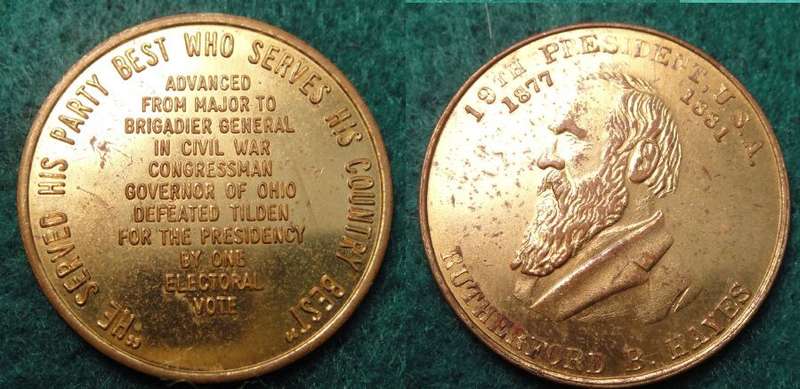 "HE SERVED HIS PARTY BEST WHO SERVES HIS COUNTRY BEST"
ADVANCED
FROM MAJOR TO
BRIGADIER GENERAL
IN CIVIL WAR
CONGRESSMAN
GOVERNOR OF OHIO
DEFEATED TILDEN
FOR THE PRESIDENCY
BY ONE
ELECTORAL
VOTE
19TH PRESIDENT, U.S.A.
1877 1881
RUTHERFORD B. HAYES